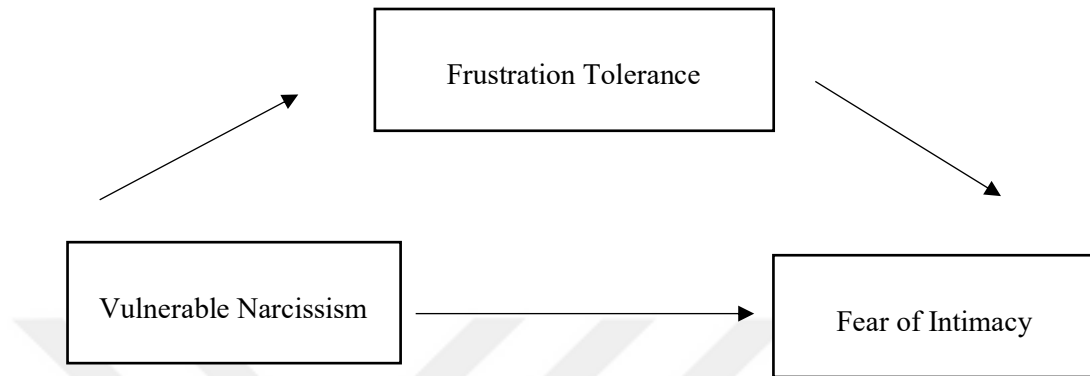 Frustration Tolerance
Vulnerable Narcissism
Fear of Intimacy